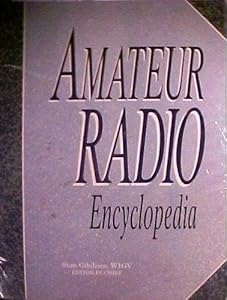 AMATEUR
RADIO
Encyclopedia
Stan Gibilisco, W1GV
EDITOR IN CHIEF